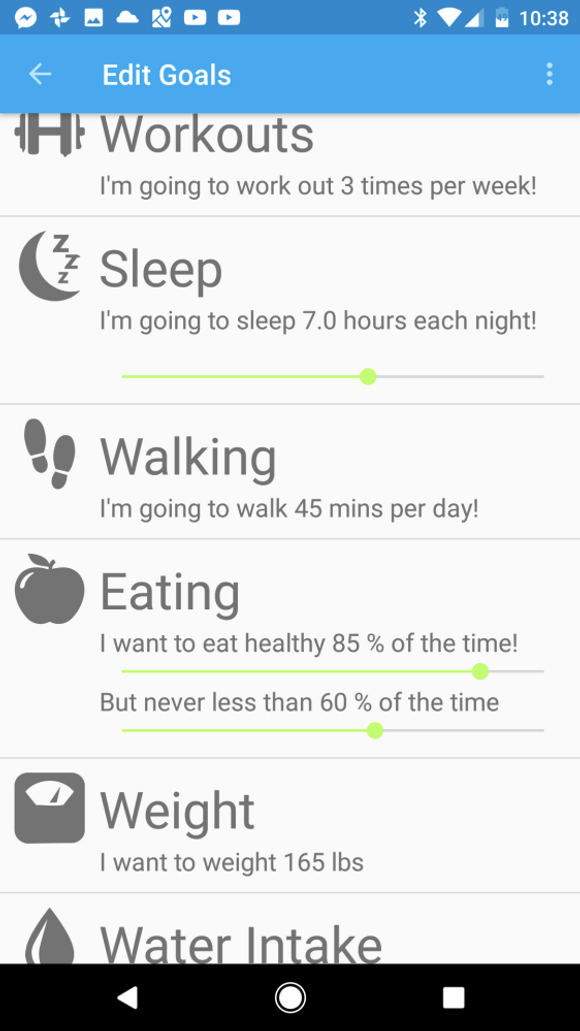 10:38
Edit Goals
Workouts
I'm going to work out 3 times per week!
z
z
z
Sleep
I'm going to sleep 7.0 hours each night!
Walking
I'm going to walk 45 mins per day!
Eating
I want to eat healthy 85 % of the time!
But never less than 60 % of the time
Weight
I want to weight 165 lbs
Water Intake